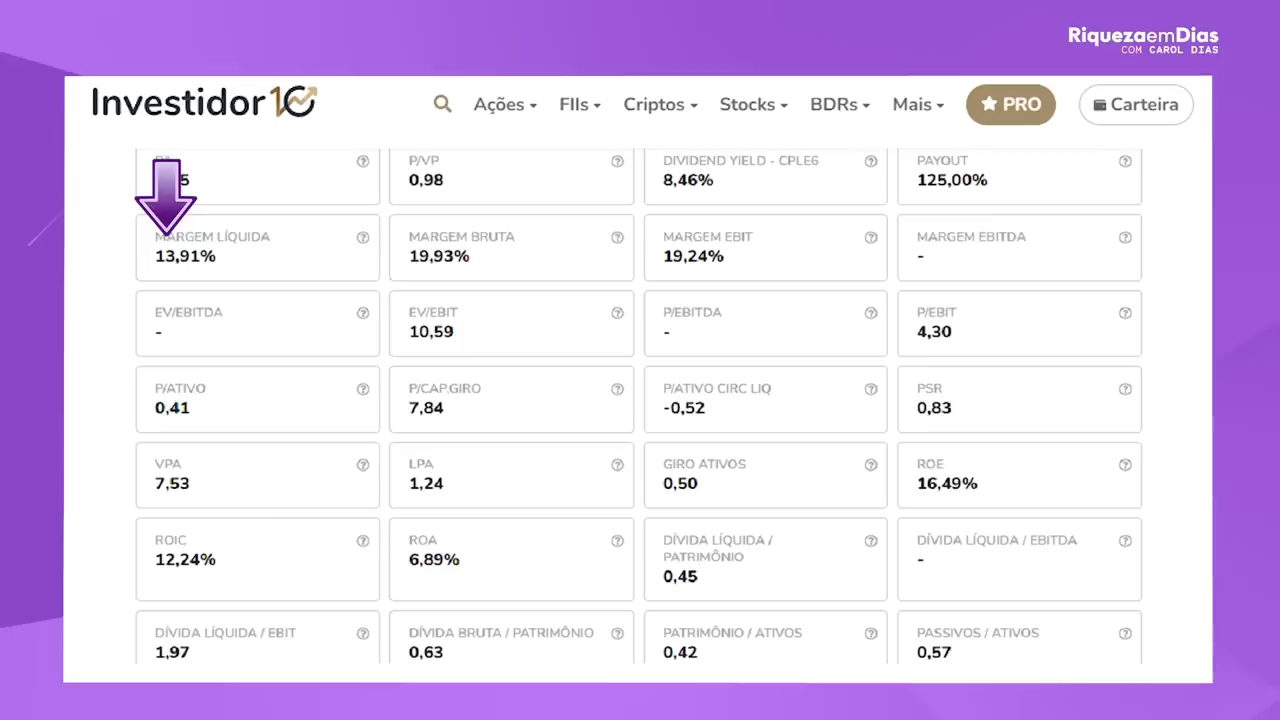 RiquezaemDias
COM CAROL DIAS
Investidor10
Ações
FIIs
Criptos
Stocks
BDRs
Mais
PRO
Carteira
P/VP
DIVIDEND YIELD - CPLE6
PAYOUT
0,98
8,46%
125,00%
MARGEM LÍQUIDA
MARGEM BRUTA
MARGEM EBIT
MARGEM EBITDA
13,91%
19,93%
19,24%
-
EV/EBITDA
EV/EBIT
P/EBITDA
P/EBIT
-
10,59
-
4,30
P/ATIVO
P/CAP.GIRO
P/ATIVO CIRC LIQ
PSR
0,41
7,84
-0,52
0,83
VPA
LPA
GIRO ATIVOS
ROE
7,53
1,24
0,50
16,49%
ROIC
ROA
DÍVIDA LÍQUIDA /
PATRIMÔNIO
DÍVIDA LÍQUIDA / EBITDA
12,24%
6,89%
0,45
-
DÍVIDA LÍQUIDA / EBIT
DÍVIDA BRUTA / PATRIMÔNIO
PATRIMÔNIO / ATIVOS
PASSIVOS / ATIVOS
1,97
0,63
0,42
0,57